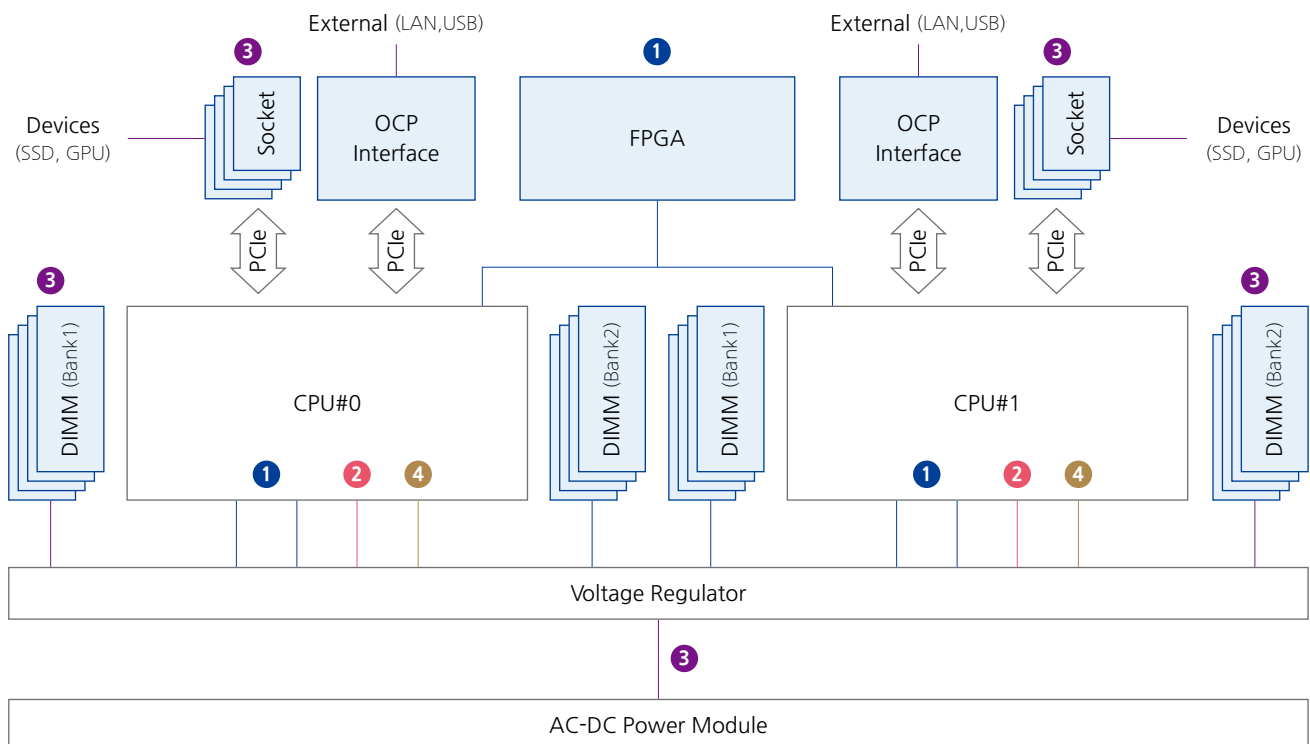 External (LAN,USB)
External (LAN,USB)
3
1
3
Devices
(SSD, GPU)
Socket
OCP
Interface
FPGA
OCP
Interface
Socket
Devices
(SSD, GPU)
PCIe
PCIe
PCIe
PCIe
3
3
DIMM (Bank1)
CPU#0
DIMM (Bank2)
DIMM (Bank1)
CPU#1
DIMM (Bank2)
1
2
4
1
2
4
Voltage Regulator
3
AC-DC Power Module